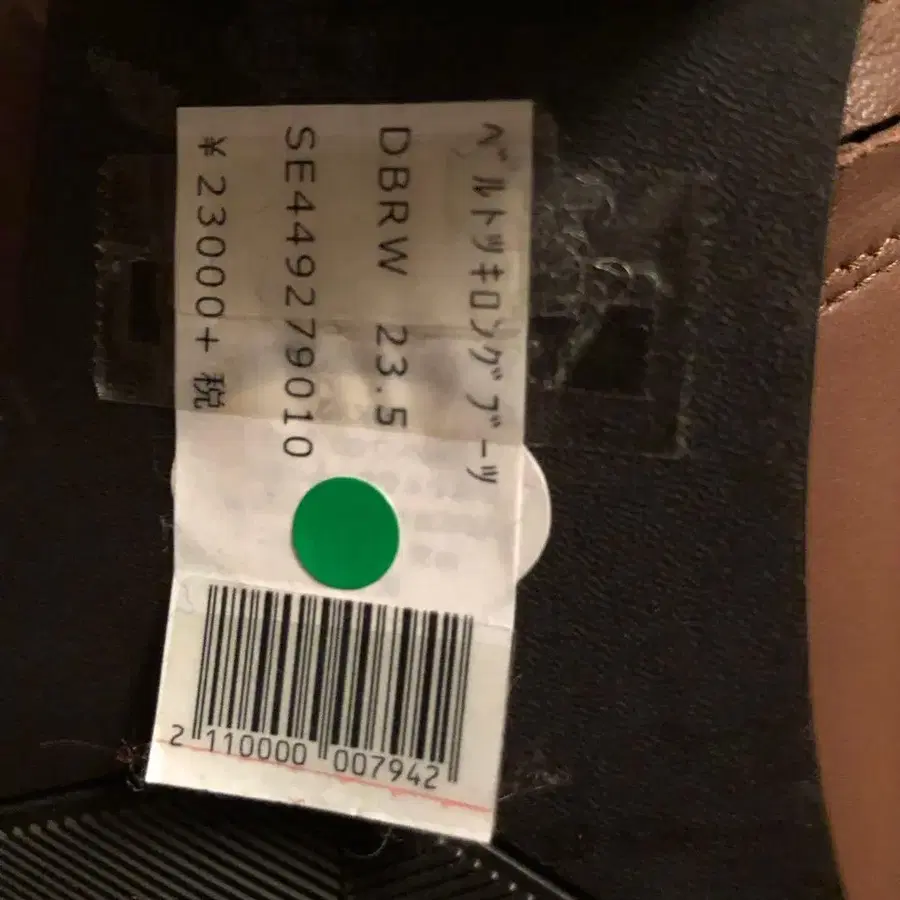 ﾍﾞﾙﾄﾂｷﾛﾝｸﾞﾌﾞｰﾂ
DBRW 23.5
SE449279010
¥23000+税
2 110000 007942